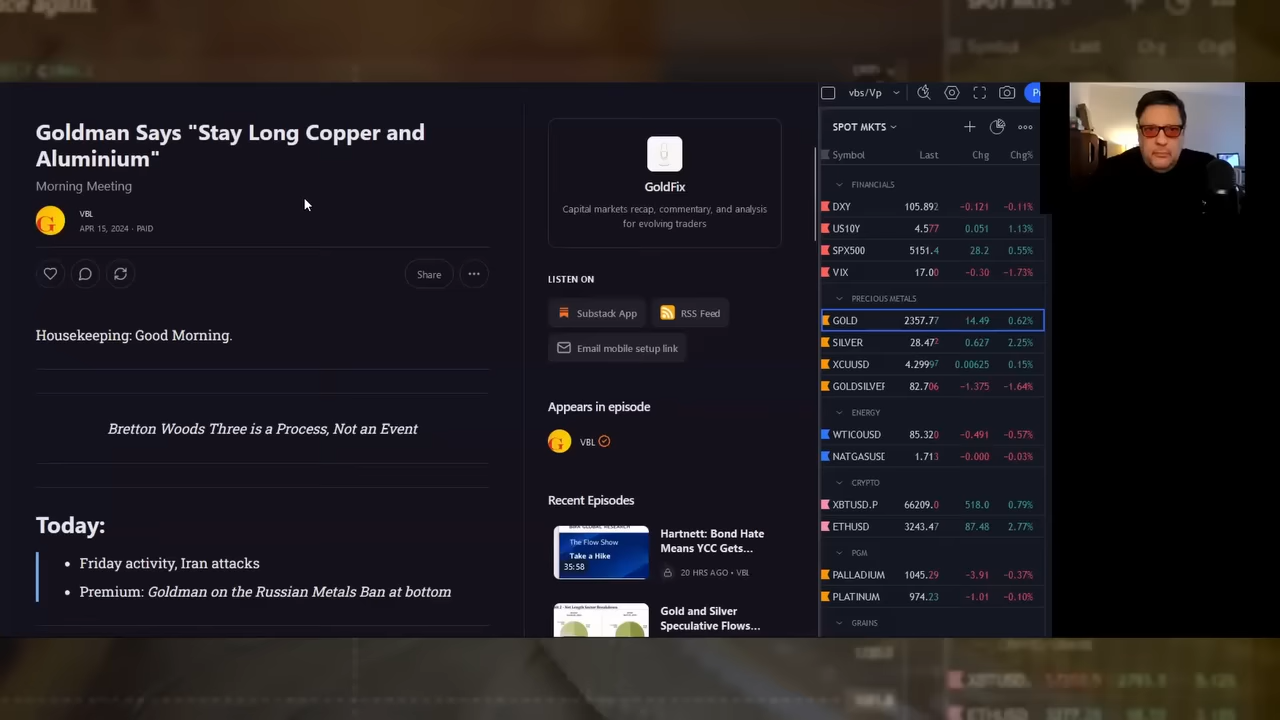 once again.
SPOT MKTS
Symbol Last Chg Chg%
Goldman Says "Stay Long Copper and
Aluminium"
Morning Meeting
VBL
APR 15, 2024 · PAID
Share
Housekeeping: Good Morning.
Bretton Woods Three is a Process, Not an Event
Today:
• Friday activity, Iran attacks
• Premium: Goldman on the Russian Metals Ban at bottom
GoldFix
Capital markets recap, commentary, and analysis
for evolving traders
LISTEN ON
Substack App RSS Feed
Email mobile setup link
Appears in episode
VBL
Recent Episodes
The Flow Show
Take a Hike
35:58
Hartnett: Bond Hate
Means YCC Gets...
20 HRS AGO • VBL
Gold and Silver
Speculative Flows...
vbs/Vp
SPOT MKTS
Symbol Last Chg Chg%
FINANCIALS
DXY 105.892 −0.121 −0.11%
US10Y 4.577 0.051 1.13%
SPX500 5151.4 28.2 0.55%
VIX 17.00 −0.30 −1.73%
PRECIOUS METALS
GOLD 2357.77 14.49 0.62%
SILVER 28.472 0.627 2.25%
XCUUSD 4.29997 0.00625 0.15%
GOLDSILVER 82.706 −1.375 −1.64%
ENERGY
WTICOUSD 85.320 −0.491 −0.57%
NATGASUSD 1.713 −0.000 −0.03%
CRYPTO
XBTUSD.P 66209.0 518.0 0.79%
ETHUSD 3243.47 87.48 2.77%
PGM
PALLADIUM 1045.29 −3.91 −0.37%
PLATINUM 974.23 −1.01 −0.10%
GRAINS